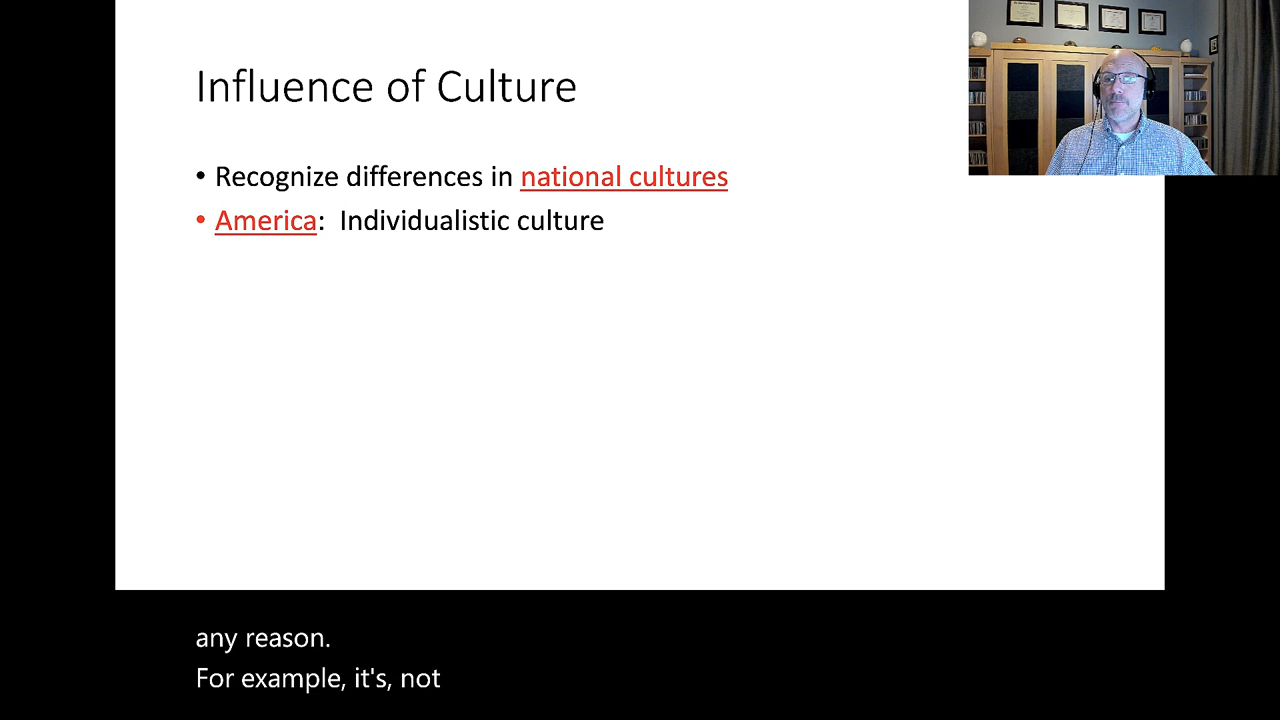 Influence of Culture
• Recognize differences in national cultures
• America: Individualistic culture
any reason.
For example, it's, not